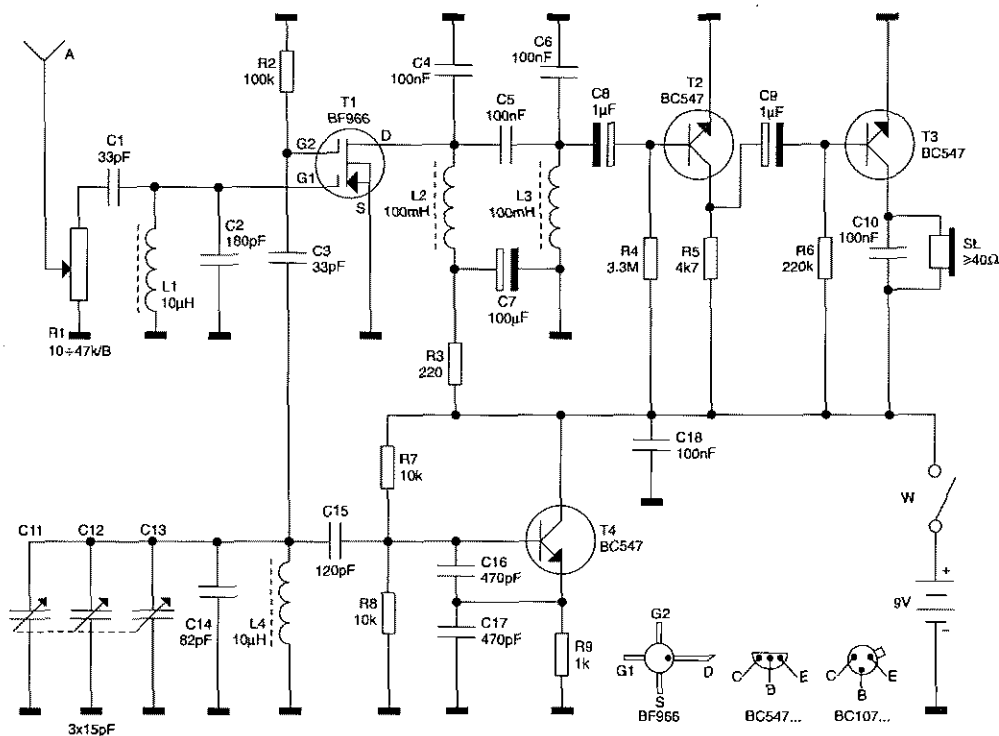 A
C1
33pF
R1
10÷47k/B
L1
10µH
C2
180pF
R2
100k
T1
BF966
G2
G1
D
S
C3
33pF
C4
100nF
C5
100nF
C6
100nF
L2
100mH
L3
100mH
C7
100µF
R3
220
C8
1µF
T2
BC547
R4
3.3M
R5
4k7
C9
1µF
R6
220k
T3
BC547
C10
100nF
SŁ
≥40Ω
C11
C12
C13
3x15pF
C14
82pF
L4
10µH
C15
120pF
R7
10k
R8
10k
C16
470pF
C17
470pF
T4
BC547
R9
1k
C18
100nF
W
+
9V
-
G2
G1
D
S
BF966
C
B
E
BC547...
C
B
E
BC107...